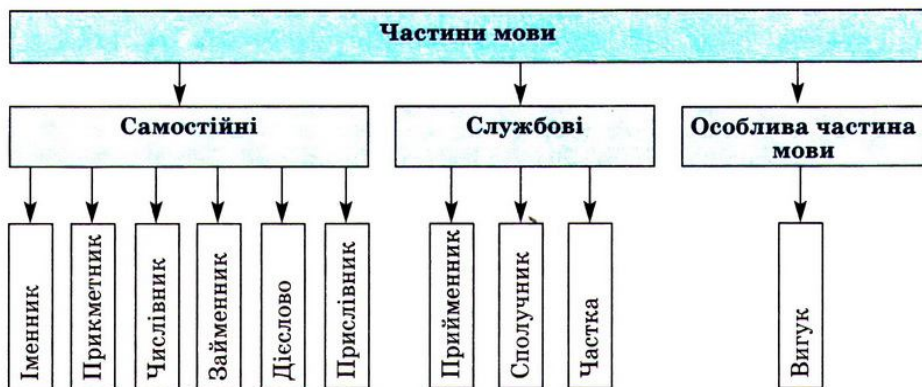 Частини мови
Самостійні
Службові
Особлива частина
мови
Іменник
Прикметник
Числівник
Займенник
Дієслово
Прислівник
Прийменник
Сполучник
Частка
Вигук